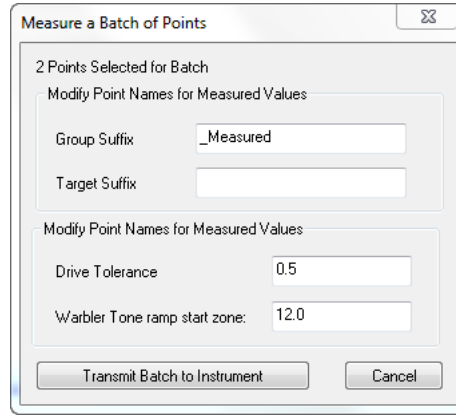 Measure a Batch of Points
2 Points Selected for Batch
Modify Point Names for Measured Values
Group Suffix _Measured
Target Suffix
Modify Point Names for Measured Values
Drive Tolerance 0.5
Warbler Tone ramp start zone: 12.0
Transmit Batch to Instrument Cancel